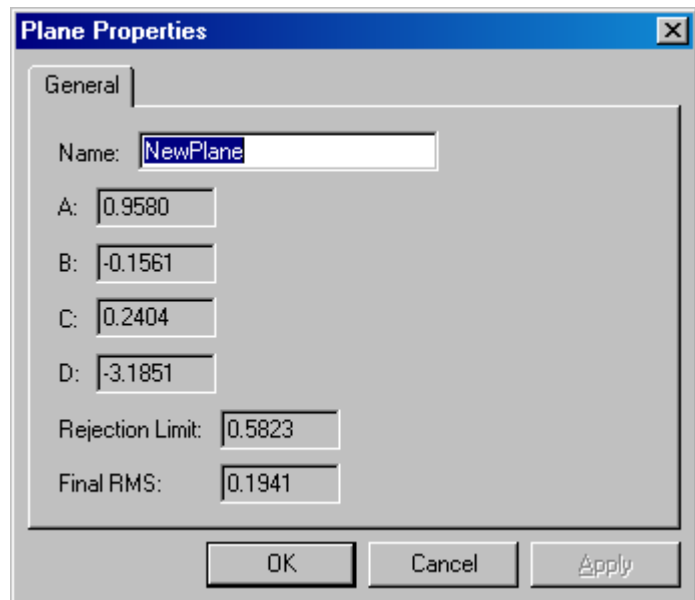 Plane Properties
General
Name: NewPlane
A: 0.9580
B: -0.1561
C: 0.2404
D: -3.1851
Rejection Limit: 0.5823
Final RMS: 0.1941
OK Cancel Apply